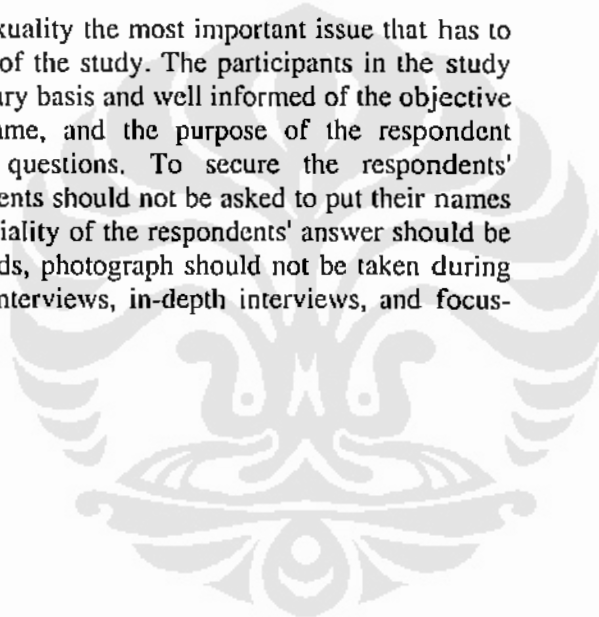 xuality the most important issue that has to
of the study. The participants in the study
ary basis and well informed of the objective
ame, and the purpose of the respondent
questions. To secure the respondents'
ents should not be asked to put their names
iality of the respondents' answer should be
ds, photograph should not be taken during
nterviews, in-depth interviews, and focus-